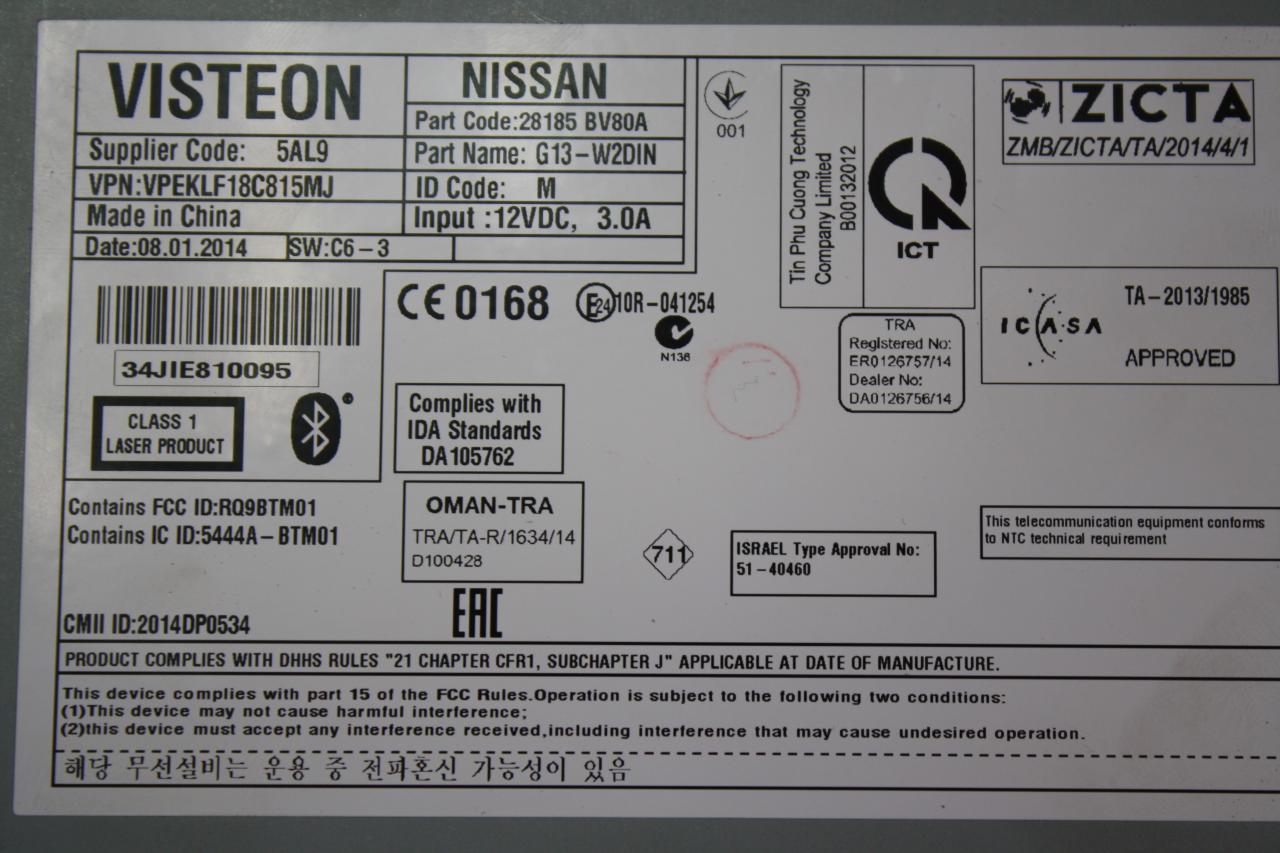 VISTEON
Supplier Code: 5AL9
VPN:VPEKLF18C815MJ
Made in China
Date:08.01.2014 SW:C6-3
NISSAN
Part Code:28185 BV80A
Part Name: G13-W2DIN
ID Code: M
Input :12VDC, 3.0A
34JIE810095
CLASS 1
LASER PRODUCT
CE 0168
E24 10R-041254
N136
001
Tin Phu Cuong Technology
Company Limited
B00132012
ICT
ZICTA
ZMB/ZICTA/TA/2014/4/1
TRA
Registered No:
ER0126757/14
Dealer No:
DA0126756/14
ICASA
TA-2013/1985
APPROVED
Complies with
IDA Standards
DA105762
Contains FCC ID:RQ9BTM01
Contains IC ID:5444A-BTM01
OMAN-TRA
TRA/TA-R/1634/14
D100428
711
ISRAEL Type Approval No:
51-40460
This telecommunication equipment conforms
to NTC technical requirement
EAC
CMII ID:2014DP0534
PRODUCT COMPLIES WITH DHHS RULES "21 CHAPTER CFR1, SUBCHAPTER J" APPLICABLE AT DATE OF MANUFACTURE.
This device complies with part 15 of the FCC Rules.Operation is subject to the following two conditions:
(1)This device may not cause harmful interference;
(2)this device must accept any interference received,including interference that may cause undesired operation.
해당 무선설비는 운용 중 전파혼신 가능성이 있음